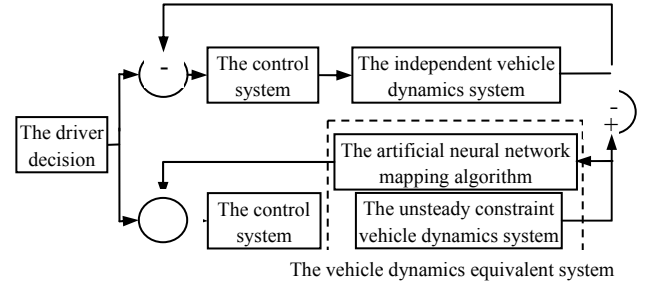 -
The control
system
The independent vehicle
dynamics system
-
+
The driver
decision
The artificial neural network
mapping algorithm
The control
system
The unsteady constraint
vehicle dynamics system
The vehicle dynamics equivalent system